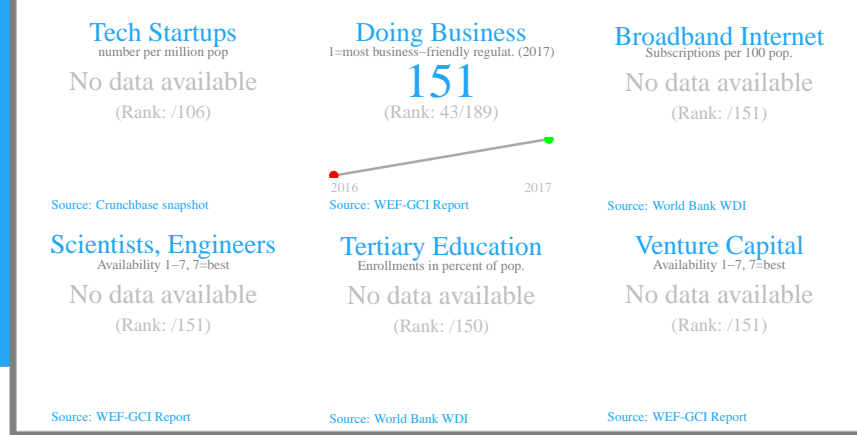 Tech Startups
number per million pop
No data available
(Rank: /106)
Source: Crunchbase snapshot
Doing Business
1=most business−friendly regulat. (2017)
151
(Rank: 43/189)
2016 2017
Source: WEF-GCI Report
Broadband Internet
Subscriptions per 100 pop.
No data available
(Rank: /151)
Source: World Bank WDI
Scientists, Engineers
Availability 1−7, 7=best
No data available
(Rank: /151)
Source: WEF-GCI Report
Tertiary Education
Enrollments in percent of pop.
No data available
(Rank: /150)
Source: World Bank WDI
Venture Capital
Availability 1−7, 7=best
No data available
(Rank: /151)
Source: WEF-GCI Report